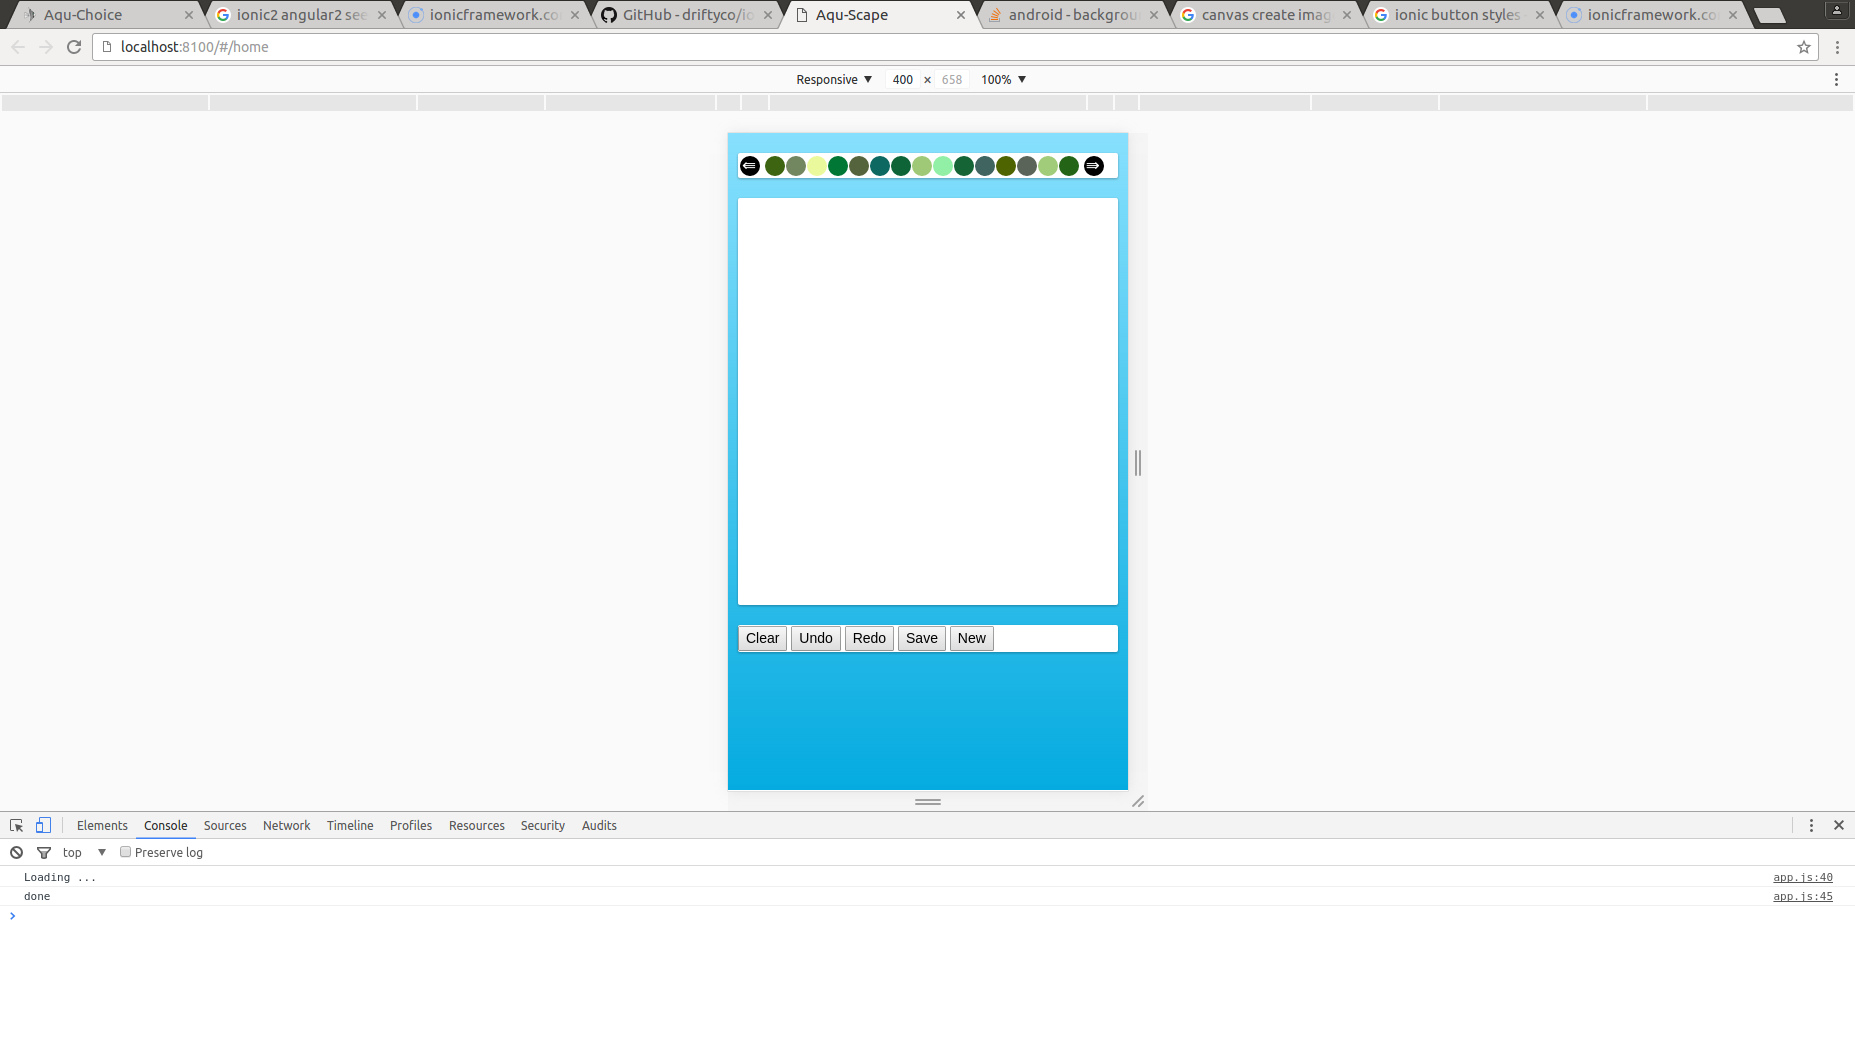 Aqu-Choice
ionic2 angular2 see
ionicframework.co
GitHub - driftyco/io
Aqu-Scape
android - backgrou
canvas create imag
ionic button styles
ionicframework.co
localhost:8100/#/home
Responsive ▼ 400 × 658 100% ▼
Clear Undo Redo Save New
Elements Console Sources Network Timeline Profiles Resources Security Audits
top ▼ Preserve log
Loading ... app.js:40
done app.js:45